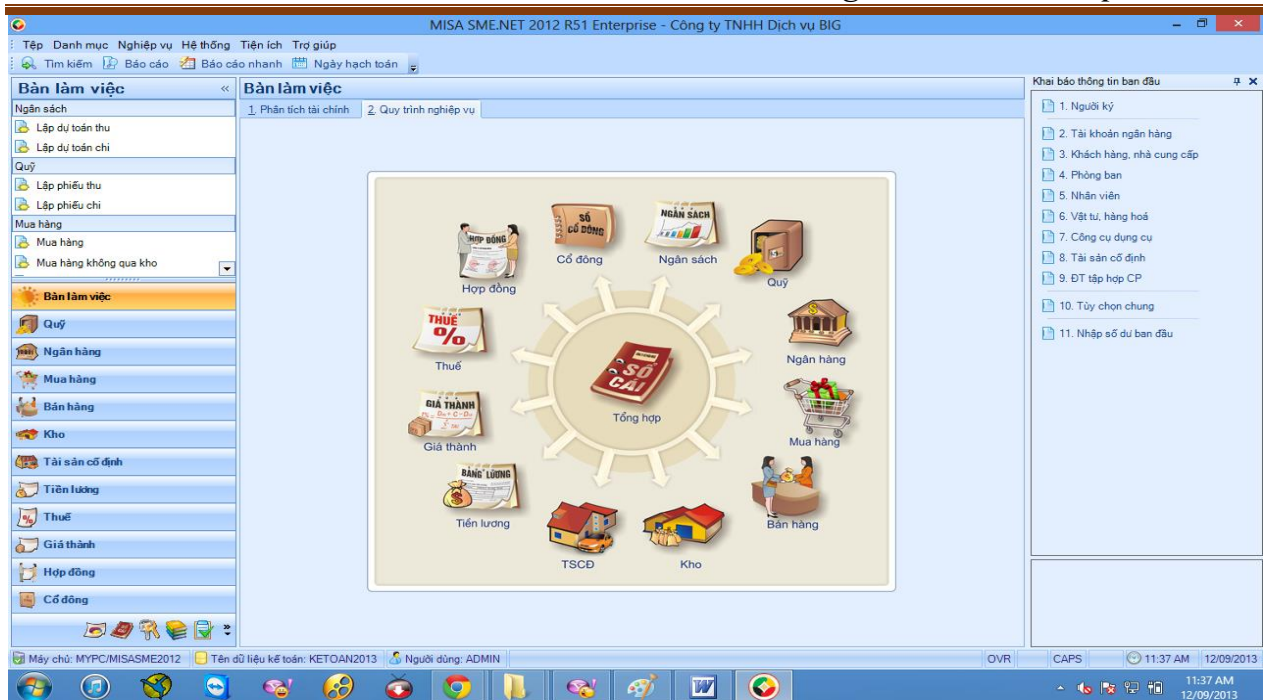 MISA SME.NET 2012 R51 Enterprise - Công ty TNHH Dịch vụ BIG
Tệp Danh mục Nghiệp vụ Hệ thống Tiện ích Trợ giúp
Tìm kiếm Báo cáo Báo cáo nhanh Ngày hạch toán
Bàn làm việc
Ngân sách
Lập dự toán thu
Lập dự toán chi
Quỹ
Lập phiếu thu
Lập phiếu chi
Mua hàng
Mua hàng
Mua hàng không qua kho
Bàn làm việc
Quỹ
Ngân hàng
Mua hàng
Bán hàng
Kho
Tài sản cố định
Tiền lương
Thuế
Giá thành
Hợp đồng
Cổ đông
Bàn làm việc
1. Phân tích tài chính 2. Quy trình nghiệp vụ
HỢP ĐỒNG
Hợp đồng
SỔ CỔ ĐÔNG
Cổ đông
NGÂN SÁCH
Ngân sách
Quỹ
THUẾ %
Thuế
Ngân hàng
SỔ CÁI
Tổng hợp
GIÁ THÀNH
Giá thành
Mua hàng
BẢNG LƯƠNG
Tiền lương
TSCĐ
Kho
Bán hàng
Khai báo thông tin ban đầu
1. Người ký
2. Tài khoản ngân hàng
3. Khách hàng, nhà cung cấp
4. Phòng ban
5. Nhân viên
6. Vật tư, hàng hoá
7. Công cụ dụng cụ
8. Tài sản cố định
9. ĐT tập hợp CP
10. Tùy chọn chung
11. Nhập số dư ban đầu
Máy chủ: MYPC/MISASME2012 Tên dữ liệu kế toán: KETOAN2013 Người dùng: ADMIN OVR CAPS 11:37 AM 12/09/2013
11:37 AM
12/09/2013